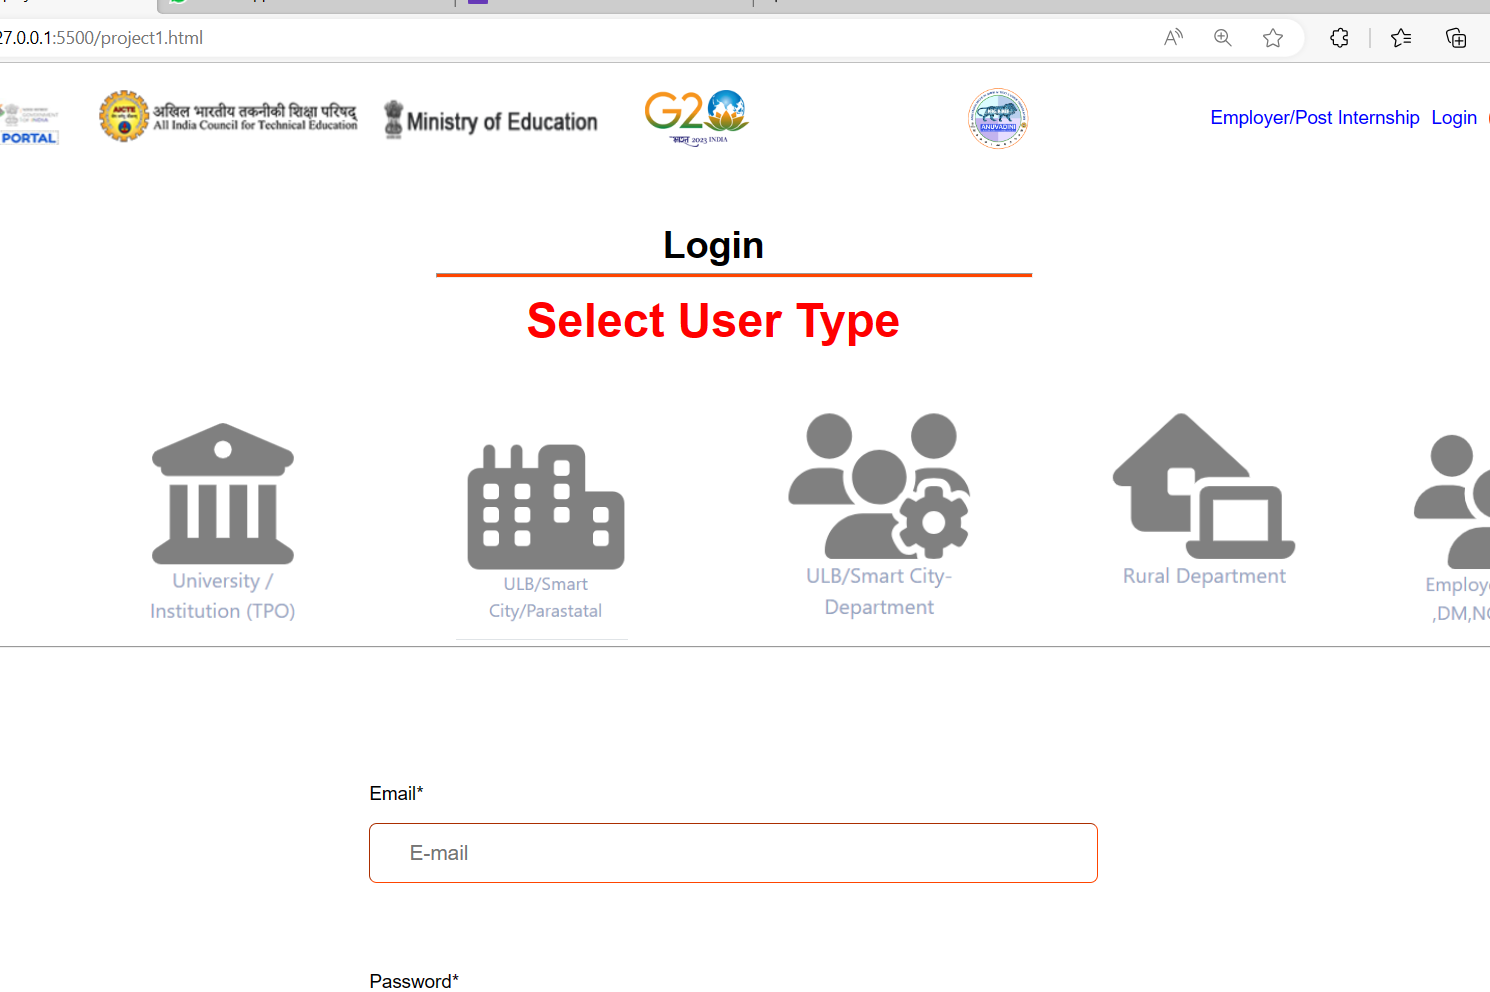 27.0.0.1:5500/project1.html
PORTAL
AICTE
अखिल भारतीय तकनीकी शिक्षा परिषद्
All India Council for Technical Education
Ministry of Education
G20
2023 INDIA
ANUVADINI
Employer/Post Internship Login
Login
Select User Type
University /
Institution (TPO)
ULB/Smart
City/Parastatal
ULB/Smart City-
Department
Rural Department
Employe
,DM,NO
Email*
E-mail
Password*